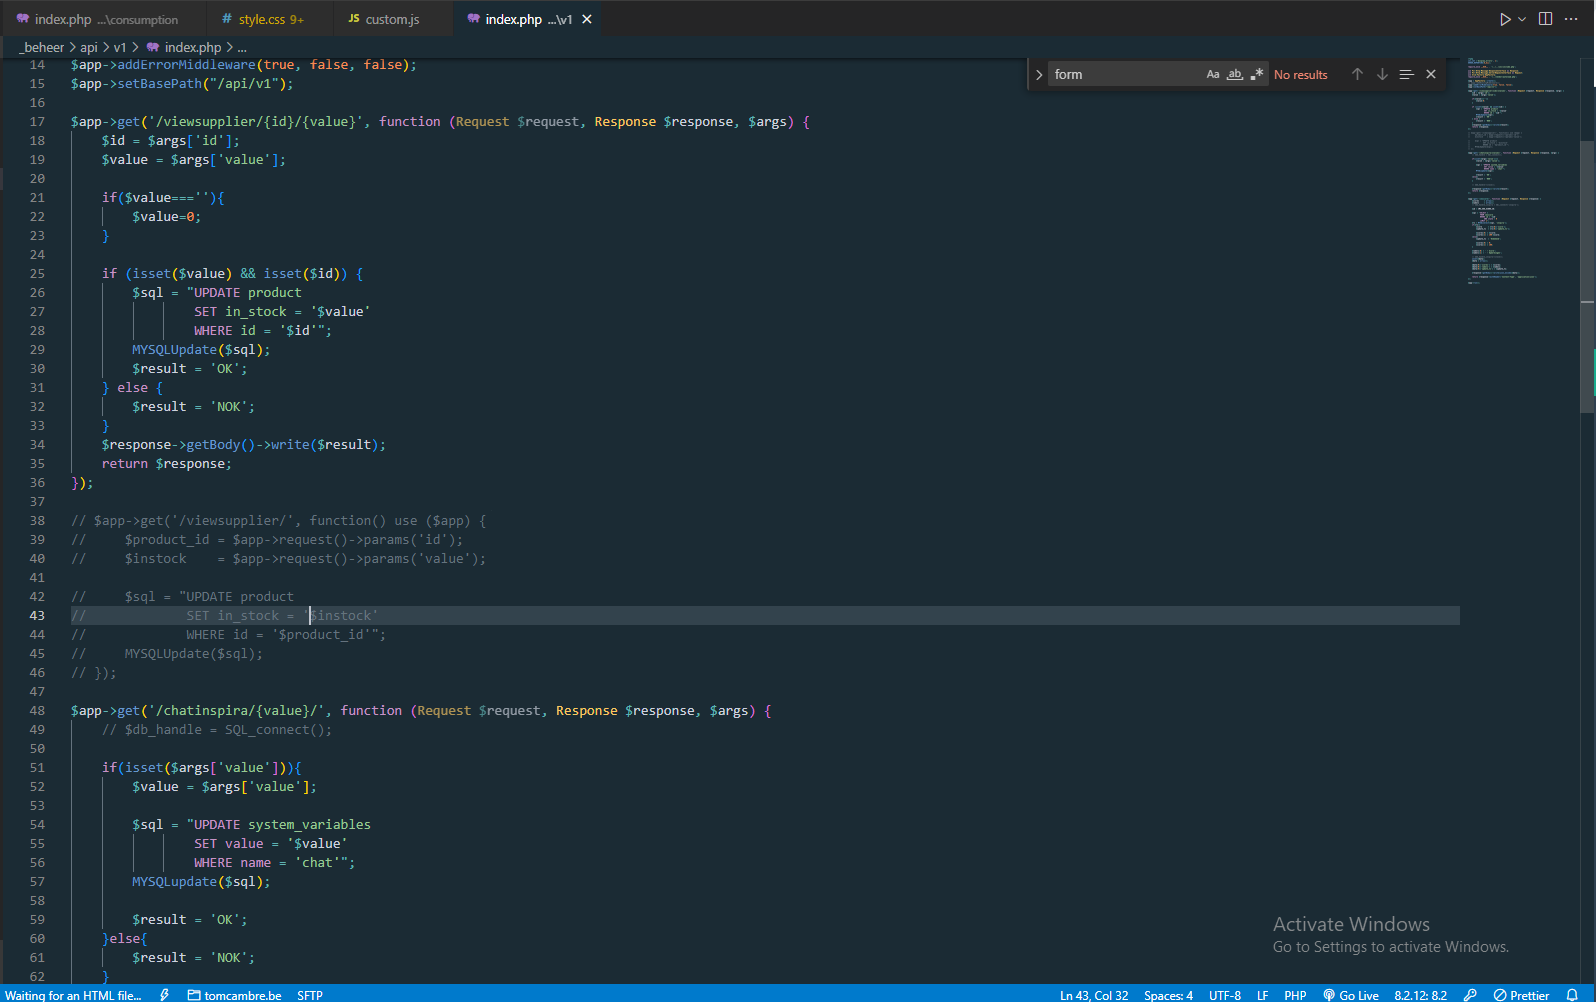 index.php ...\consumption
# style.css 9+
JS custom.js
index.php ...\v1
_beheer > api > v1 > index.php > ...
form Aa ab .* No results
14 $app->addErrorMiddleware(true, false, false);
15 $app->setBasePath("/api/v1");
16
17 $app->get('/viewsupplier/{id}/{value}', function (Request $request, Response $response, $args) {
18     $id = $args['id'];
19     $value = $args['value'];
20
21     if($value===''){
22         $value=0;
23     }
24
25     if (isset($value) && isset($id)) {
26         $sql = "UPDATE product
27                 SET in_stock = '$value'
28                 WHERE id = '$id'";
29         MYSQLUpdate($sql);
30         $result = 'OK';
31     } else {
32         $result = 'NOK';
33     }
34     $response->getBody()->write($result);
35     return $response;
36 });
37
38 // $app->get('/viewsupplier/', function() use ($app) {
39 //     $product_id = $app->request()->params('id');
40 //     $instock    = $app->request()->params('value');
41
42 //     $sql = "UPDATE product
43 //             SET in_stock = '$instock'
44 //             WHERE id = '$product_id'";
45 //     MYSQLUpdate($sql);
46 // });
47
48 $app->get('/chatinspira/{value}/', function (Request $request, Response $response, $args) {
49     // $db_handle = SQL_connect();
50
51     if(isset($args['value'])){
52         $value = $args['value'];
53
54         $sql = "UPDATE system_variables
55                 SET value = '$value'
56                 WHERE name = 'chat'";
57         MYSQLupdate($sql);
58
59         $result = 'OK';
60     }else{
61         $result = 'NOK';
62     }
Activate Windows
Go to Settings to activate Windows.
Waiting for an HTML file... tomcambre.be SFTP Ln 43, Col 32 Spaces: 4 UTF-8 LF PHP Go Live 8.2.12: 8.2 Prettier